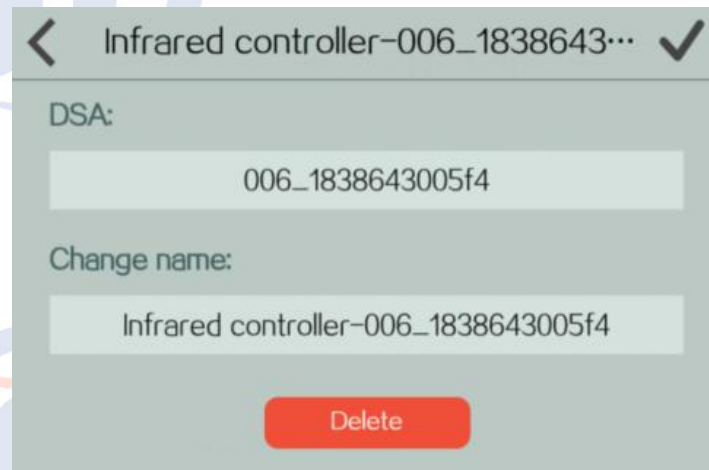 Infrared controller-006_1838643···
DSA:
006_1838643005f4
Change name:
Infrared controller-006_1838643005f4
Delete